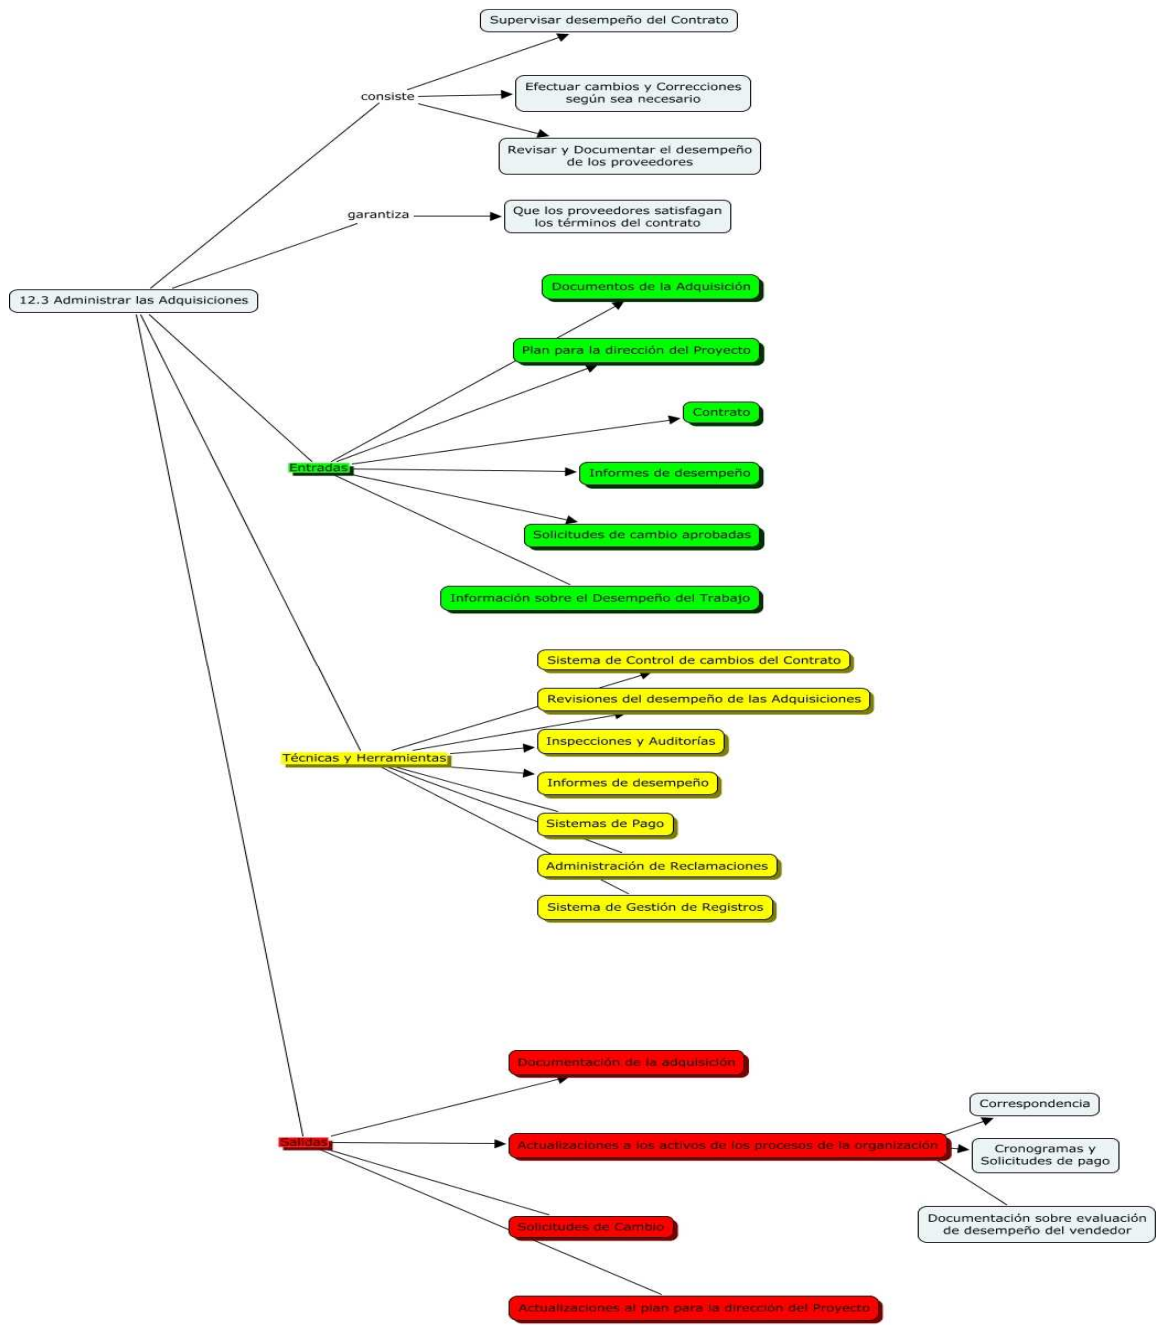 Supervisar desempeño del Contrato
consiste
Efectuar cambios y Correcciones
según sea necesario
Revisar y Documentar el desempeño
de los proveedores
garantiza
Que los proveedores satisfagan
los términos del contrato
12.3 Administrar las Adquisiciones
Documentos de la Adquisición
Plan para la dirección del Proyecto
Contrato
Entradas
Informes de desempeño
Solicitudes de cambio aprobadas
Información sobre el Desempeño del Trabajo
Sistema de Control de cambios del Contrato
Revisiones del desempeño de las Adquisiciones
Inspecciones y Auditorías
Técnicas y Herramientas
Informes de desempeño
Sistemas de Pago
Administración de Reclamaciones
Sistema de Gestión de Registros
Documentación de la adquisición
Salidas
Actualizaciones a los activos de los procesos de la organización
Correspondencia
Cronogramas y
Solicitudes de pago
Documentación sobre evaluación
de desempeño del vendedor
Solicitudes de Cambio
Actualizaciones al plan para la dirección del Proyecto